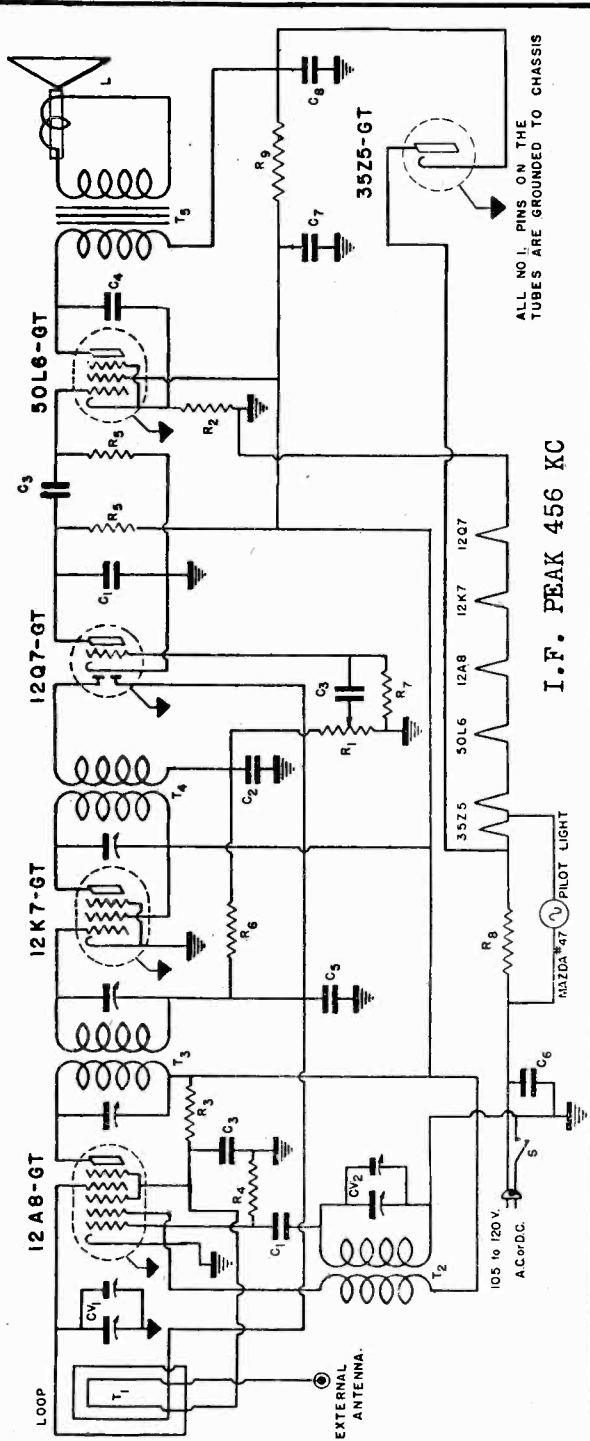 LOOP
T1
EXTERNAL
ANTENNA.
CV1
12A8-GT
R3
C3
R4
C1
CV2
T2
T3
12K7-GT
C5
R6
T4
C2
12Q7-GT
C1
R5
C3
R5
R1
C3
R7
50L6-GT
R2
C4
T5
L
R9
C7
C8
35Z5-GT
ALL NO 1. PINS ON THE
TUBES ARE GROUNDED TO CHASSIS
105 to 120 V.
A.C or D.C.
S
C6
R8
MAZDA #47 PILOT LIGHT
35Z5
50L6
12A8
12K7
12Q7
I.F. PEAK 456 KC